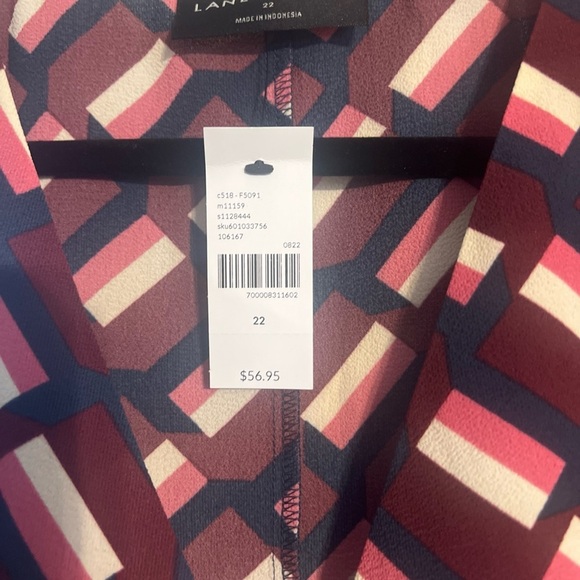 22
MADE IN INDONESIA
c518 - F5091
m11159
s1128444
sku601033756
106167
0822
700008311602
22
$56.95